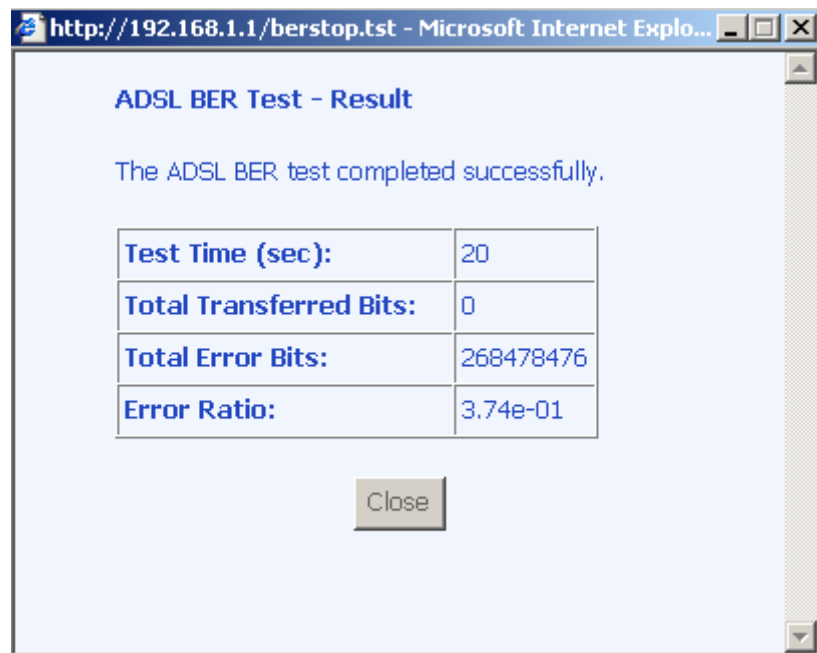 http://192.168.1.1/berstop.tst - Microsoft Internet Explo...
ADSL BER Test - Result
The ADSL BER test completed successfully.
Test Time (sec): 20
Total Transferred Bits: 0
Total Error Bits: 268478476
Error Ratio: 3.74e-01
Close